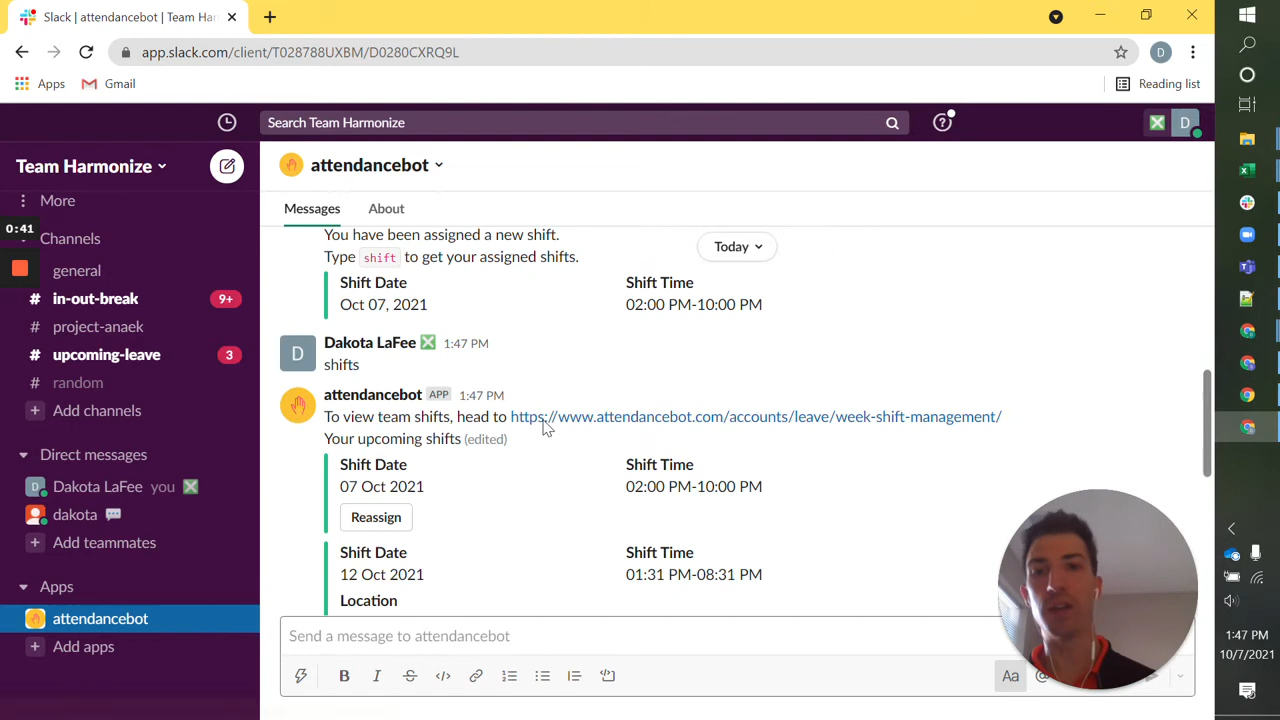 Slack | attendancebot | Team Har
app.slack.com/client/T028788UXBM/D0280CXRQ9L
D
Apps
Gmail
Reading list
Search Team Harmonize
D
Team Harmonize
attendancebot
More
Messages
About
0:41
Channels
general
# in-out-break 9+
# project-anaek
# upcoming-leave 3
# random
+ Add channels
Direct messages
Dakota LaFee you
dakota
+ Add teammates
Apps
attendancebot
+ Add apps
You have been assigned a new shift.
Today
Type shift to get your assigned shifts.
Shift Date Shift Time
Oct 07, 2021 02:00 PM-10:00 PM
D
Dakota LaFee 1:47 PM
shifts
attendancebot APP 1:47 PM
To view team shifts, head to https://www.attendancebot.com/accounts/leave/week-shift-management/
Your upcoming shifts (edited)
Shift Date Shift Time
07 Oct 2021 02:00 PM-10:00 PM
Reassign
Shift Date Shift Time
12 Oct 2021 01:31 PM-08:31 PM
Location
Send a message to attendancebot
B I Aa @
1:47 PM
10/7/2021